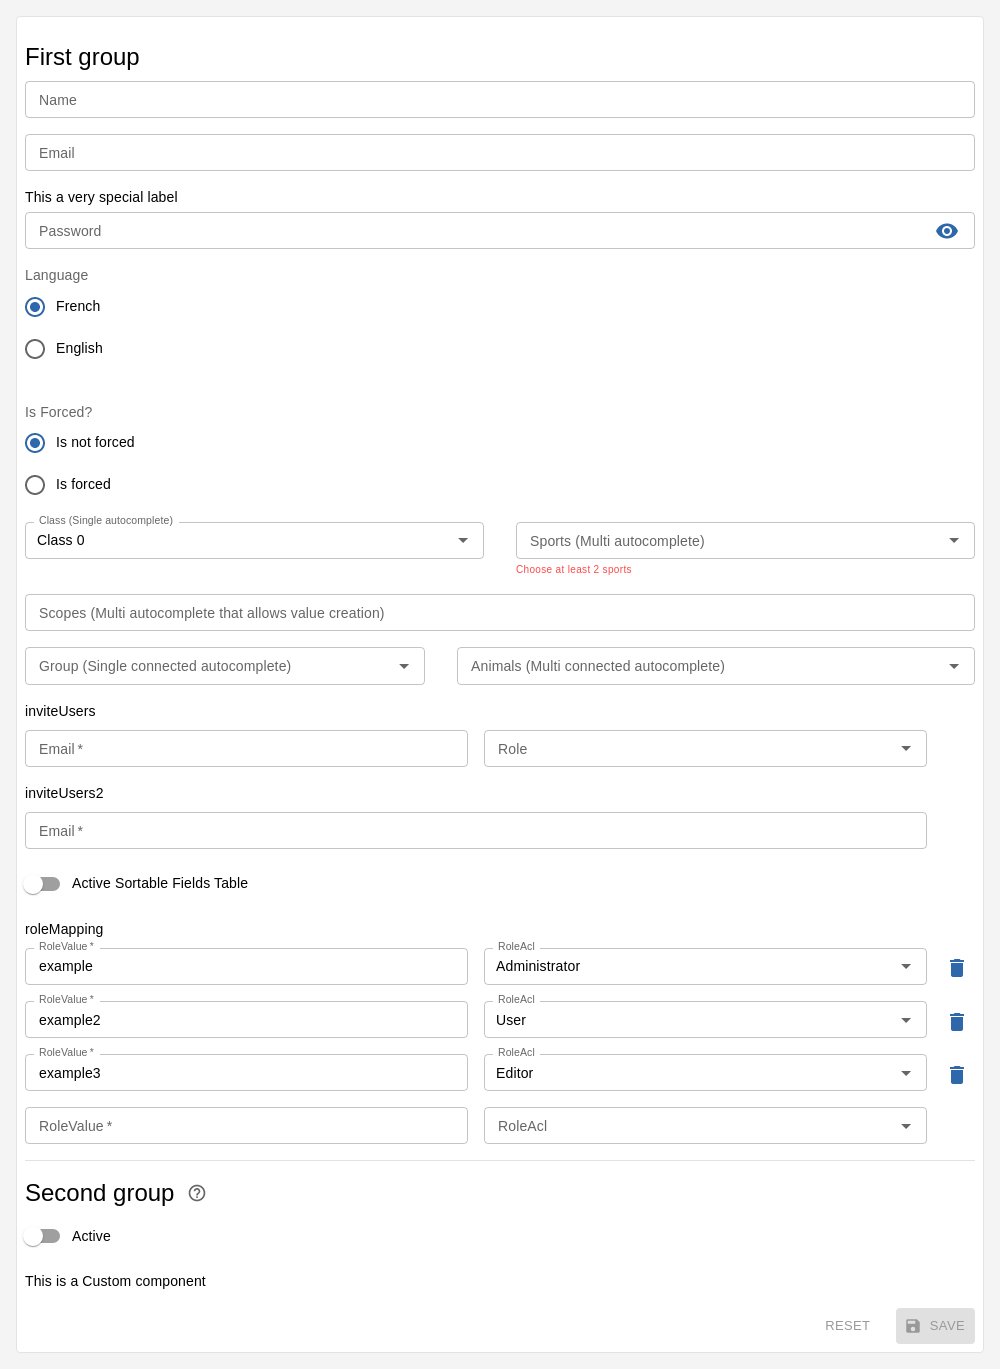 First group
Name
Email
This a very special label
Password
Language
French
English
Is Forced?
Is not forced
Is forced
Class (Single autocomplete)
Class 0
Sports (Multi autocomplete)
Choose at least 2 sports
Scopes (Multi autocomplete that allows value creation)
Group (Single connected autocomplete)
Animals (Multi connected autocomplete)
inviteUsers
Email *
Role
inviteUsers2
Email *
Active Sortable Fields Table
roleMapping
RoleValue *
RoleAcl
example
Administrator
RoleValue *
RoleAcl
example2
User
RoleValue *
RoleAcl
example3
Editor
RoleValue *
RoleAcl
Second group
Active
This is a Custom component
RESET
SAVE